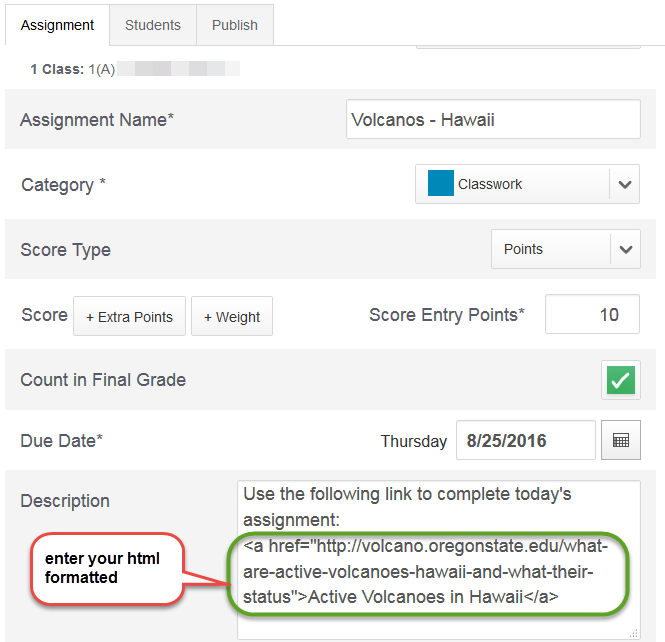 Assignment Students Publish
1 Class: 1(A)
Assignment Name* Volcanos - Hawaii
Category * Classwork
Score Type Points
Score + Extra Points + Weight Score Entry Points* 10
Count in Final Grade
Due Date* Thursday 8/25/2016
Description
Use the following link to complete today's
assignment:
<a href="http://volcano.oregonstate.edu/what-
are-active-volcanoes-hawaii-and-what-their-
status">Active Volcanoes in Hawaii</a>
enter your html
formatted